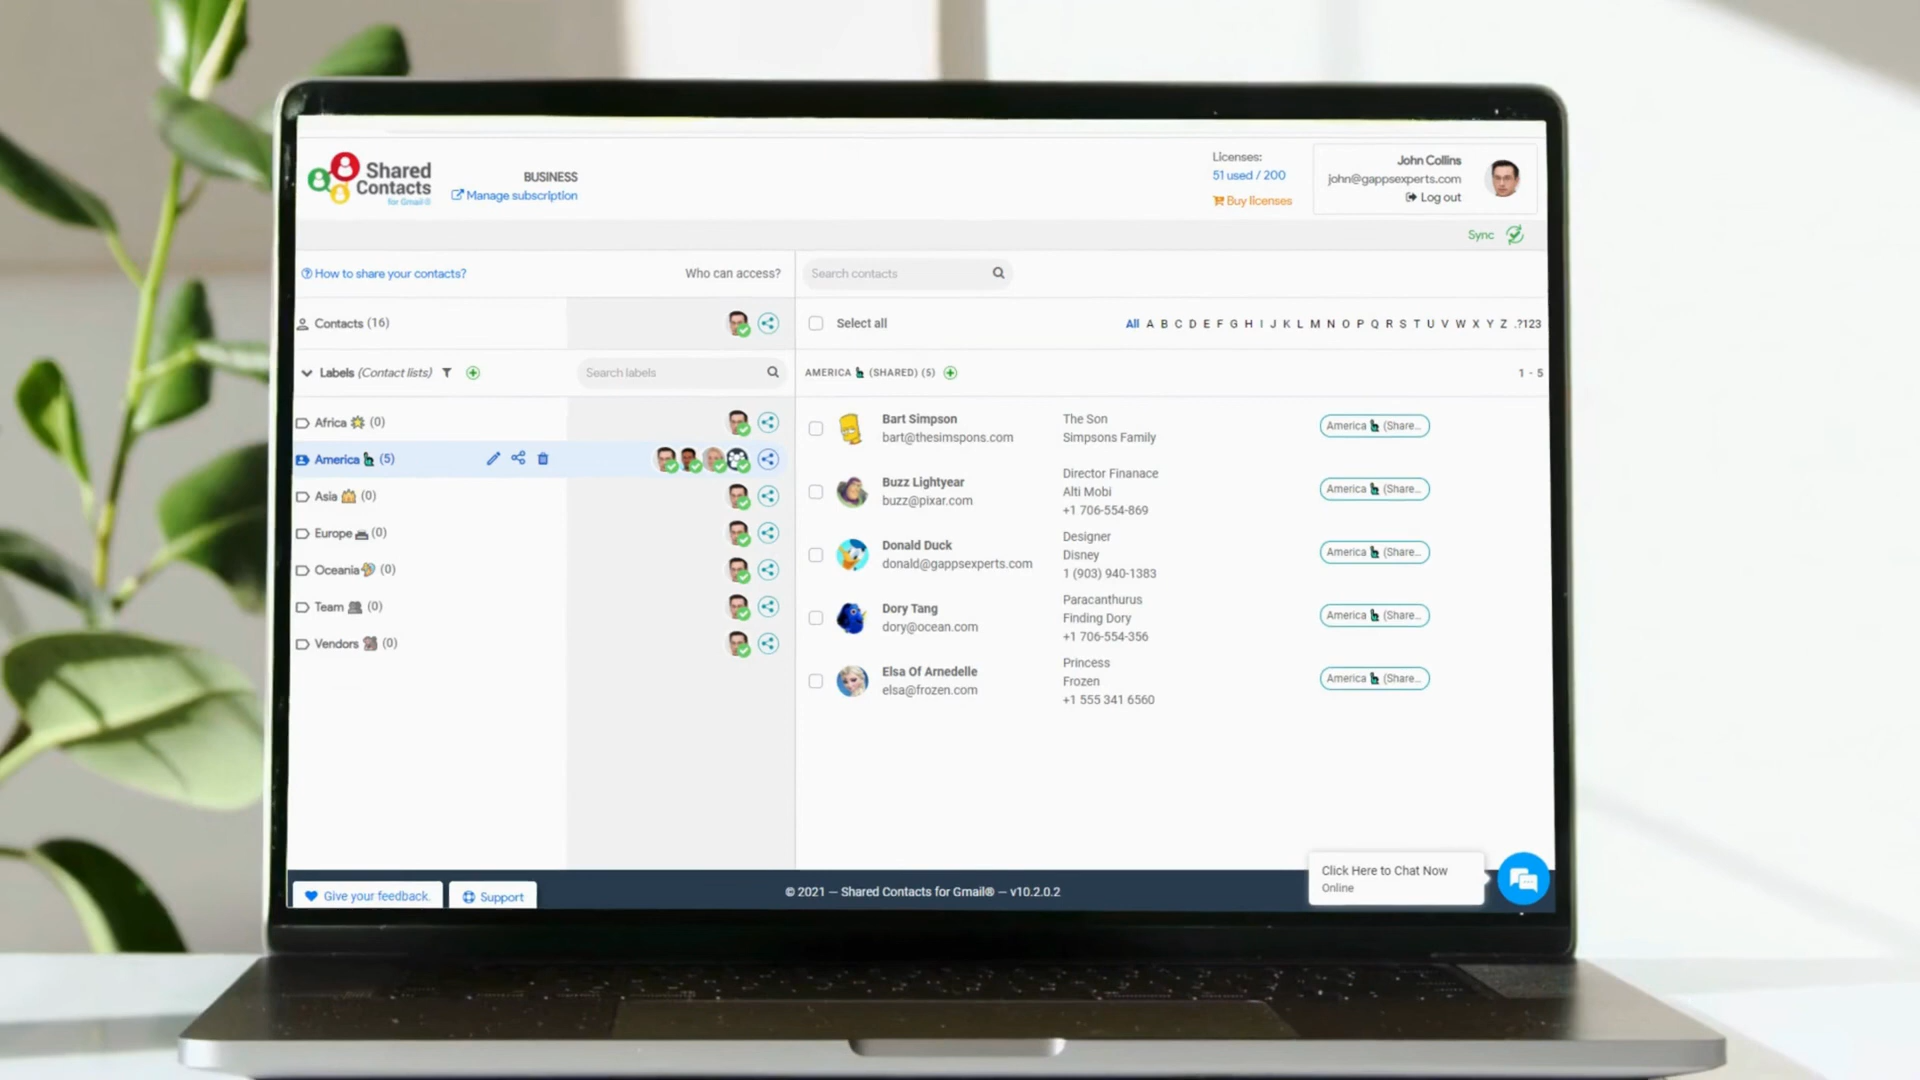 Shared
Contacts
for Gmail®
BUSINESS
Manage subscription
Licenses:
51 used / 200
Buy licenses
John Collins
john@gappsexperts.com
Log out
Sync
How to share your contacts?
Who can access?
Search contacts
Contacts (16)
Select all
All A B C D E F G H I J K L M N O P Q R S T U V W X Y Z .?123
Labels (Contact lists)
Search labels
AMERICA (SHARED) (5)
1 - 5
Africa (0)
America (5)
Asia (0)
Europe (0)
Oceania (0)
Team (0)
Vendors (0)
Bart Simpson
bart@thesimspons.com
The Son
Simpsons Family
America (Share...
Buzz Lightyear
buzz@pixar.com
Director Finanace
Alti Mobi
+1 706-554-869
America (Share...
Donald Duck
donald@gappsexperts.com
Designer
Disney
1 (903) 940-1383
America (Share...
Dory Tang
dory@ocean.com
Paracanthurus
Finding Dory
+1 706-554-356
America (Share...
Elsa Of Arnedelle
elsa@frozen.com
Princess
Frozen
+1 555 341 6560
America (Share...
Give your feedback.
Support
© 2021 — Shared Contacts for Gmail® — v10.2.0.2
Click Here to Chat Now
Online